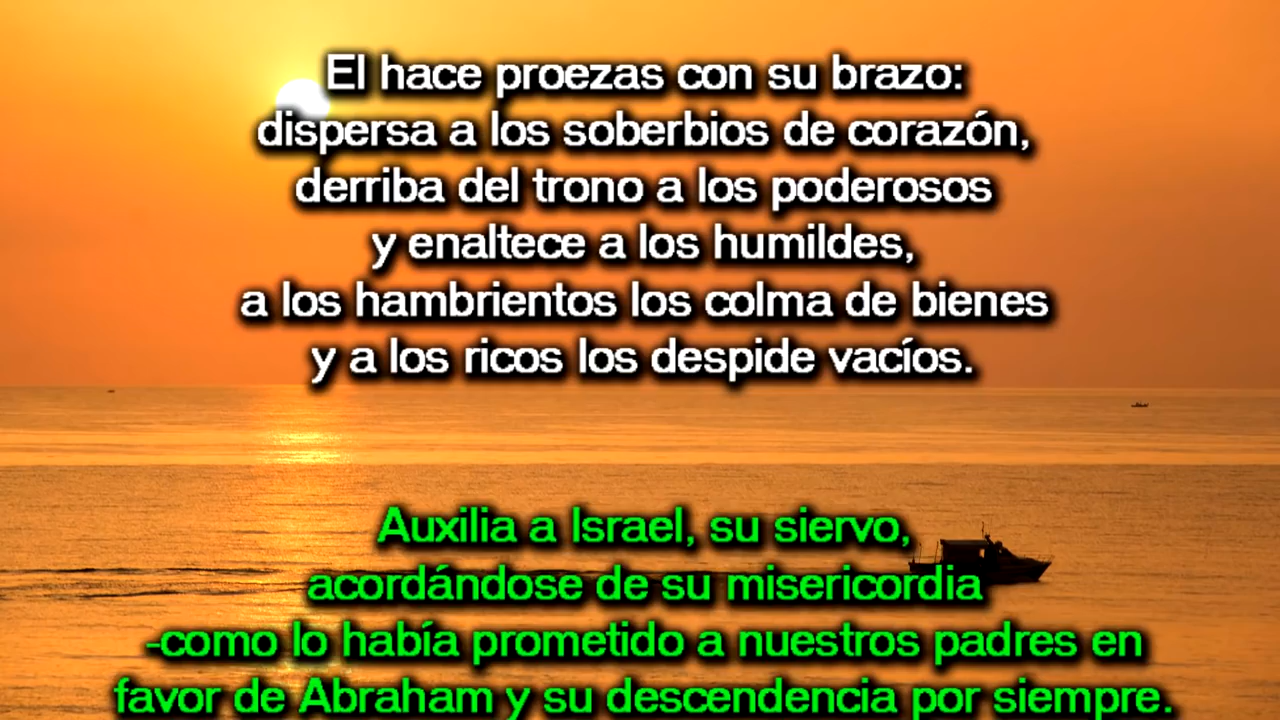 El hace proezas con su brazo:
dispersa a los soberbios de corazón,
derriba del trono a los poderosos
y enaltece a los humildes,
a los hambrientos los colma de bienes
y a los ricos los despide vacíos.
Auxilia a Israel, su siervo,
acordándose de su misericordia
-como lo había prometido a nuestros padres en
favor de Abraham y su descendencia por siempre.